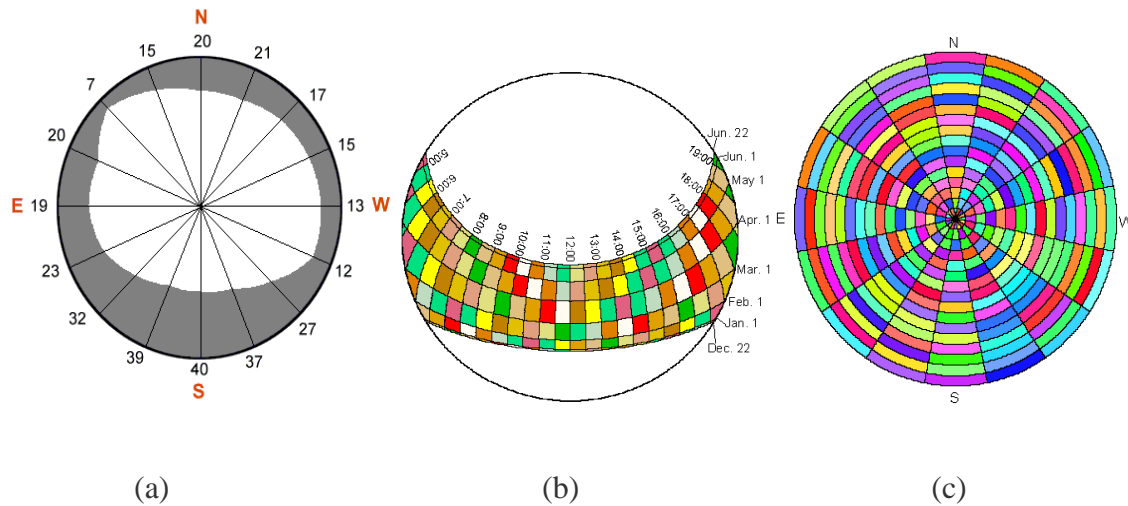 N
20
15
21
7
17
20
15
E
19
13
W
23
12
32
27
39
37
40
S
5:00
6:00
7:00
8:00
9:00
10:00
11:00
12:00
13:00
14:00
15:00
16:00
17:00
18:00
19:00
Jun. 22
Jun. 1
May 1
Apr. 1
Mar. 1
Feb. 1
Jan. 1
Dec. 22
N
E
W
S
(a)
(b)
(c)